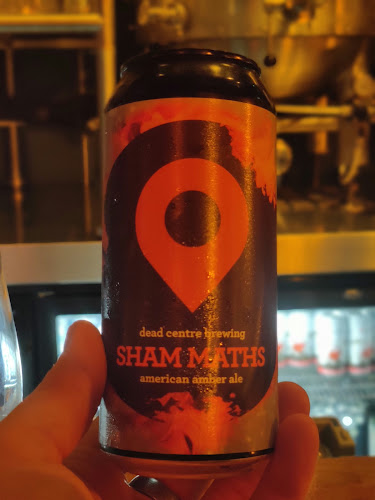 dead centre brewing
SHAM MATHS
american amber ale